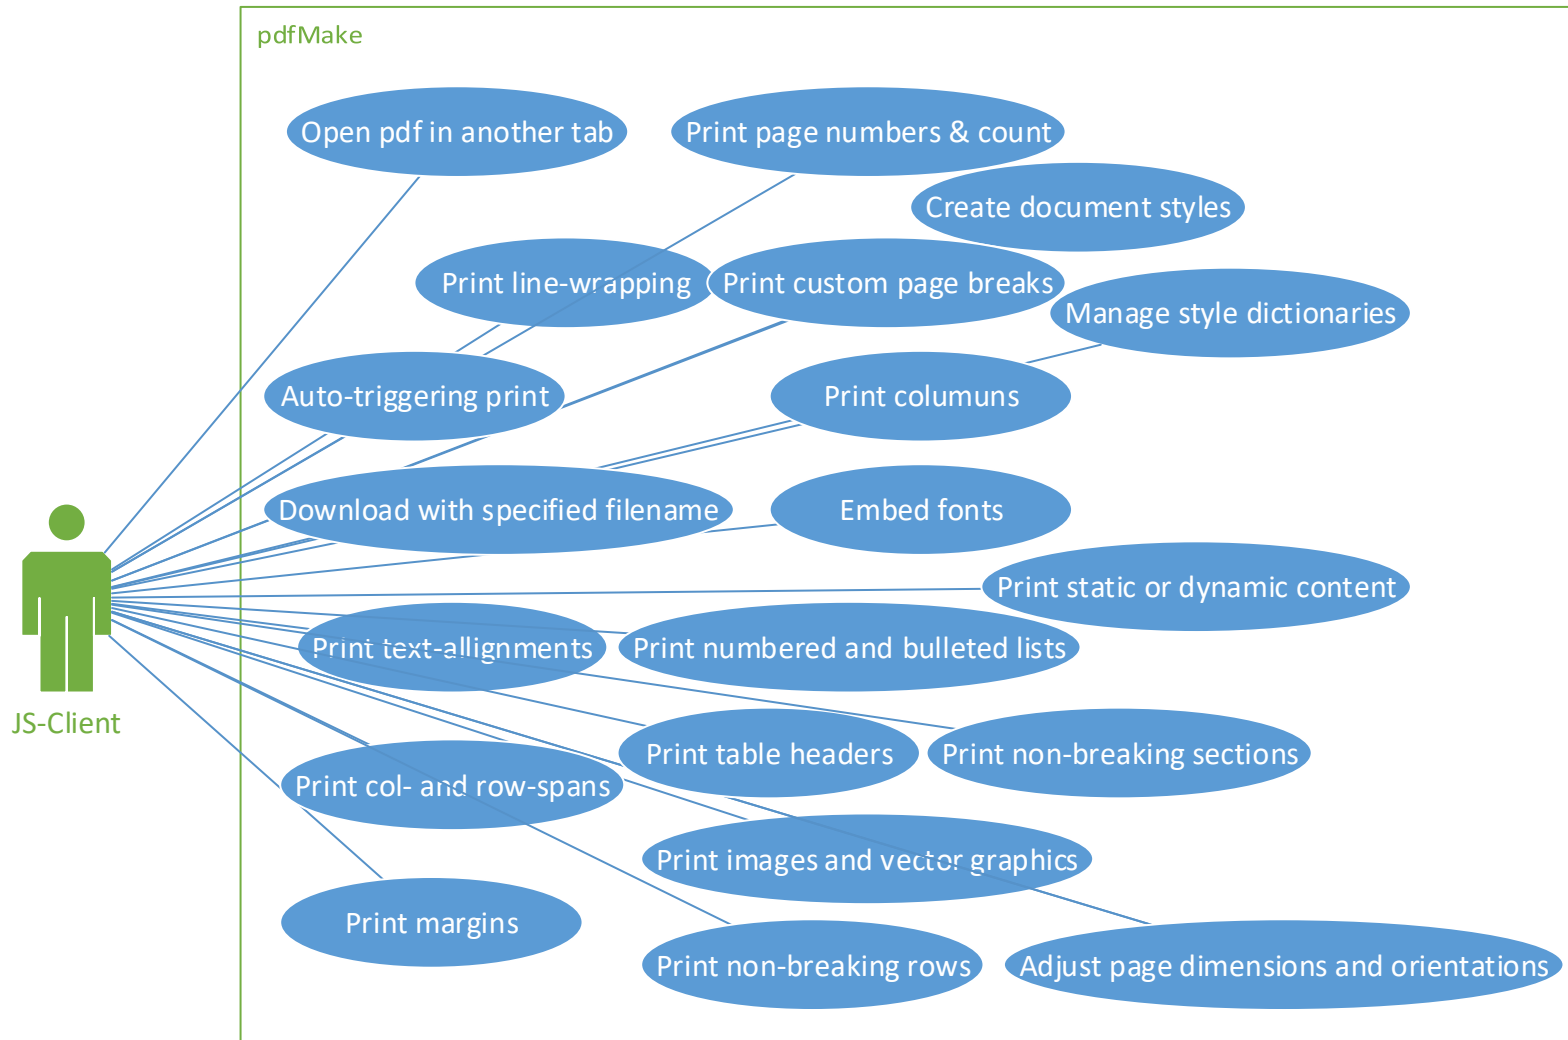 pdfMake
Open pdf in another tab
Print page numbers & count
Create document styles
Print line-wrapping
Print custom page breaks
Manage style dictionaries
Auto-triggering print
Print columuns
Download with specified filename
Embed fonts
Print static or dynamic content
Print text-allignments
Print numbered and bulleted lists
JS-Client
Print table headers
Print non-breaking sections
Print col- and row-spans
Print images and vector graphics
Print margins
Print non-breaking rows
Adjust page dimensions and orientations